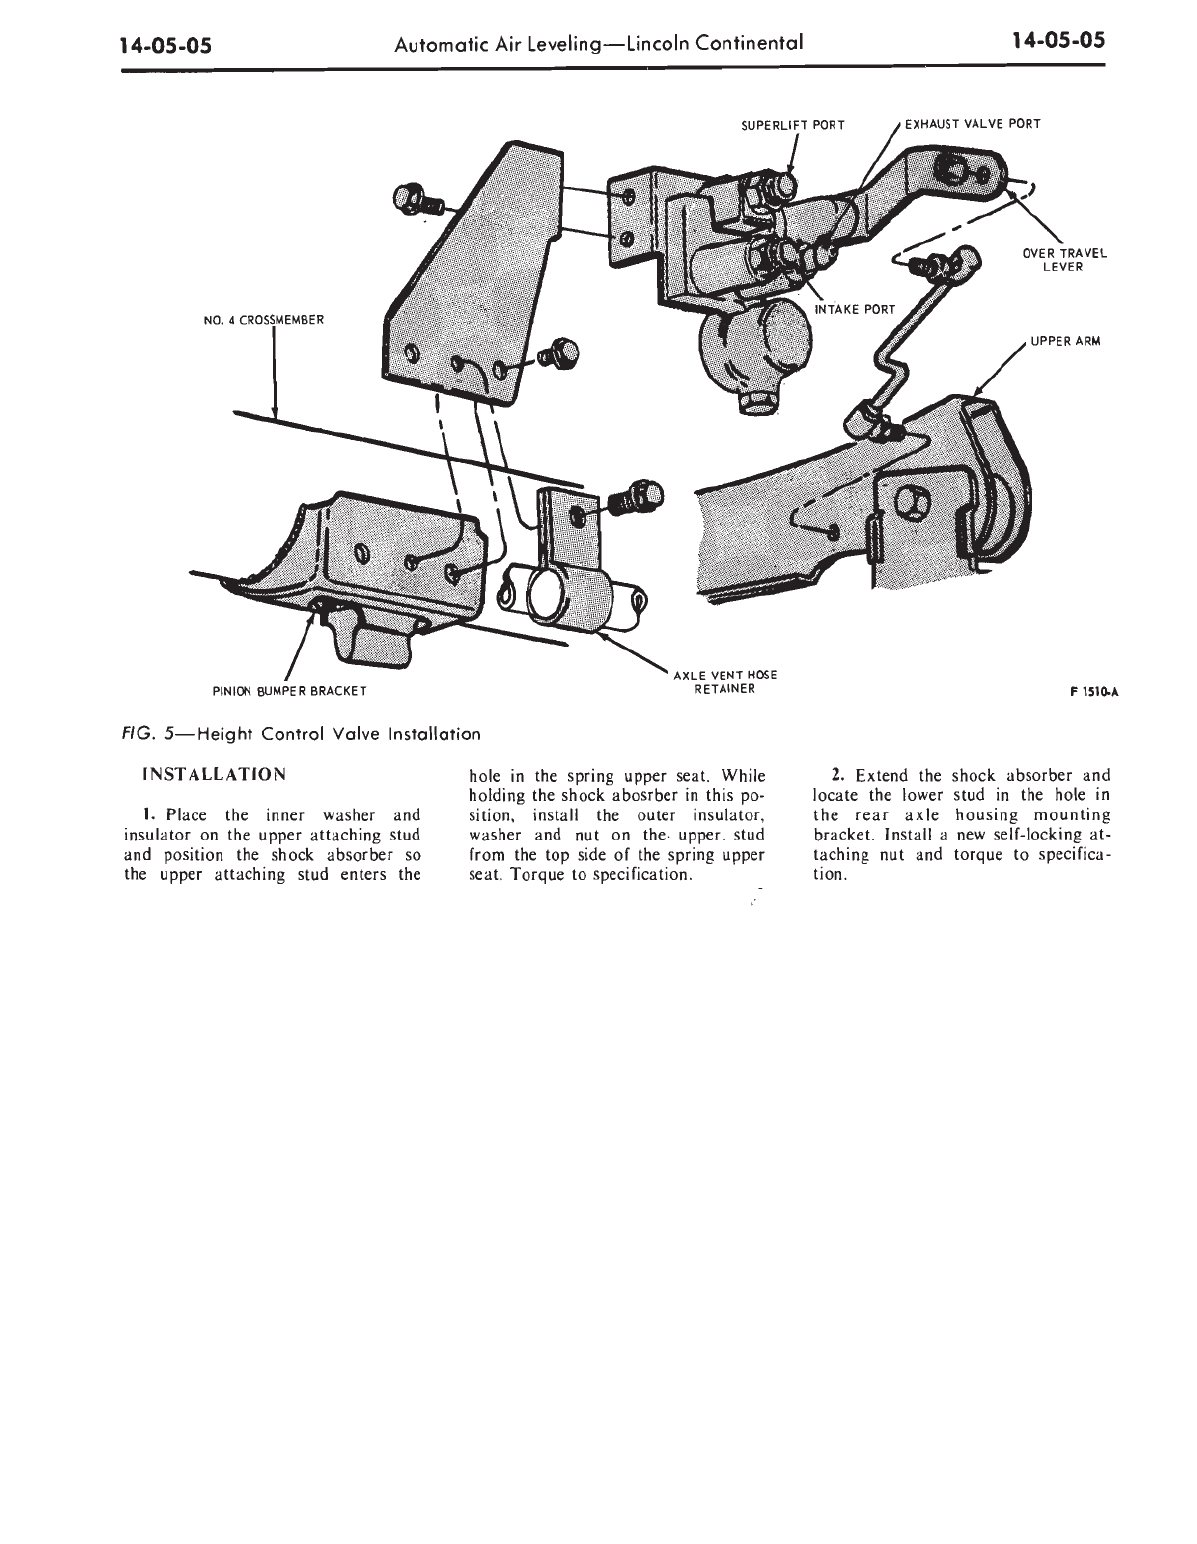 14-05-05 Automatic Air Leveling—Lincoln Continental 14-05-05
SUPERLIFT PORT
EXHAUST VALVE PORT
OVER TRAVEL
LEVER
INTAKE PORT
NO. 4 CROSSMEMBER
UPPER ARM
AXLE VENT HOSE
RETAINER
PINION BUMPER BRACKET
F 1510-A
FIG. 5—Height Control Valve Installation
INSTALLATION
1. Place the inner washer and
insulator on the upper attaching stud
and position the shock absorber so
the upper attaching stud enters the
hole in the spring upper seat. While
holding the shock abosrber in this po-
sition, install the outer insulator,
washer and nut on the upper. stud
from the top side of the spring upper
seat. Torque to specification.
2. Extend the shock absorber and
locate the lower stud in the hole in
the rear axle housing mounting
bracket. Install a new self-locking at-
taching nut and torque to specifica-
tion.